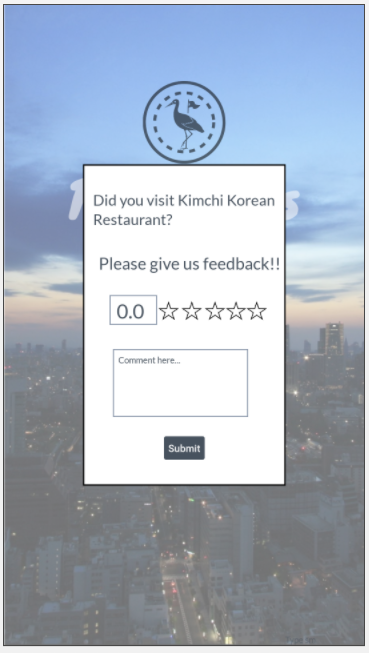 Did you visit Kimchi Korean
Restaurant?
Please give us feedback!!
0.0
Comment here...
Submit